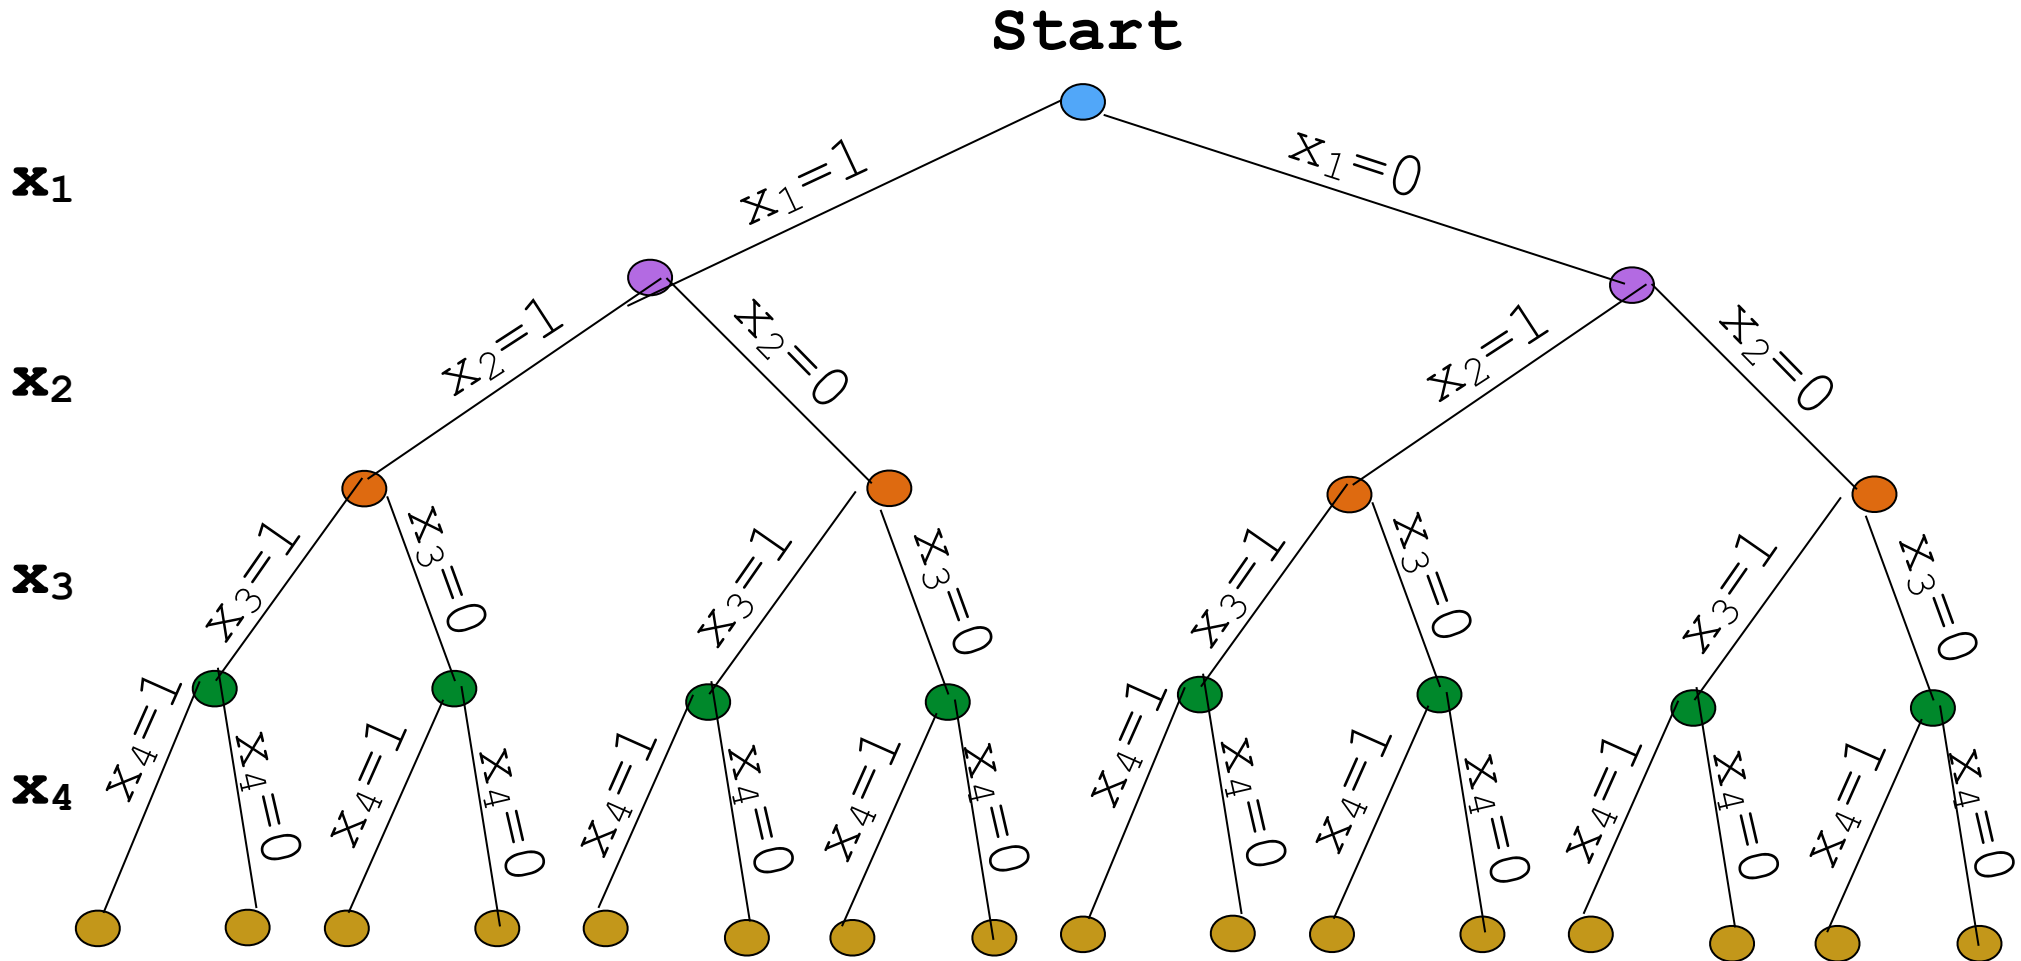 Start
x₁
x₁=1
x₁=0
x₂
x₂=1
x₂=0
x₂=1
x₂=0
x₃
x₃=1
x₃=0
x₃=1
x₃=0
x₃=1
x₃=0
x₃=1
x₃=0
x₄
x₄=1
x₄=0
x₄=1
x₄=0
x₄=1
x₄=0
x₄=1
x₄=0
x₄=1
x₄=0
x₄=1
x₄=0
x₄=1
x₄=0
x₄=1
x₄=0